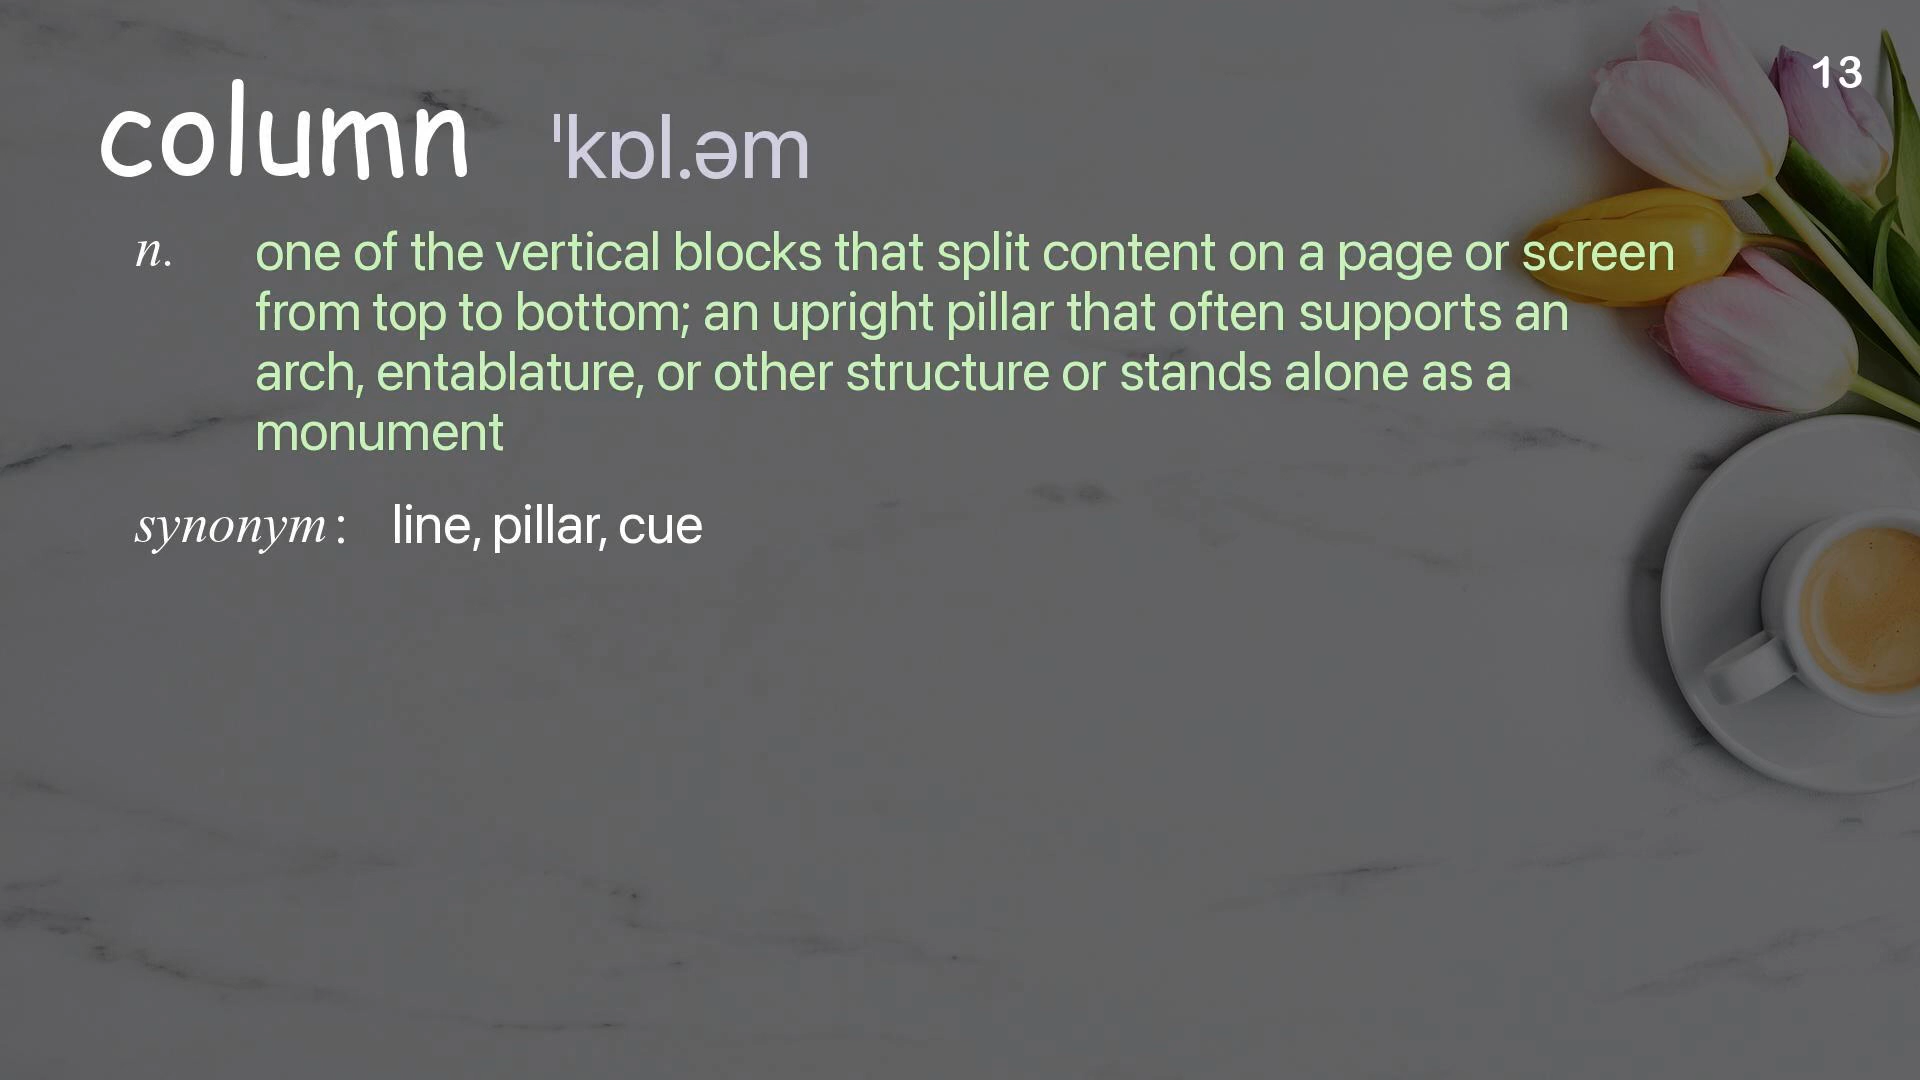 13
column ˈkɒl.əm
n. one of the vertical blocks that split content on a page or screen
from top to bottom; an upright pillar that often supports an
arch, entablature, or other structure or stands alone as a
monument
synonym : line, pillar, cue